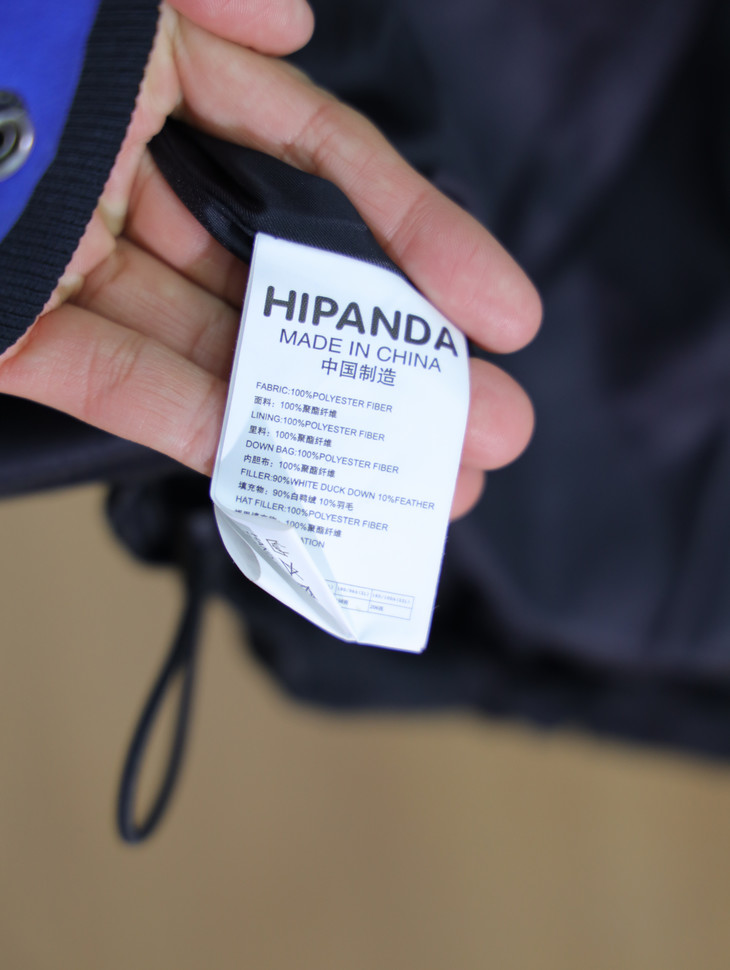 HIPANDA
MADE IN CHINA
中国制造
FABRIC:100%POLYESTER FIBER
面料：100%聚酯纤维
LINING:100%POLYESTER FIBER
里料：100%聚酯纤维
DOWN BAG:100%POLYESTER FIBER
内胆布：100%聚酯纤维
FILLER:90%WHITE DUCK DOWN 10%FEATHER
填充物：90%白鸭绒 10%羽毛
HAT FILLER:100%POLYESTER FIBER
100%聚酯纤维